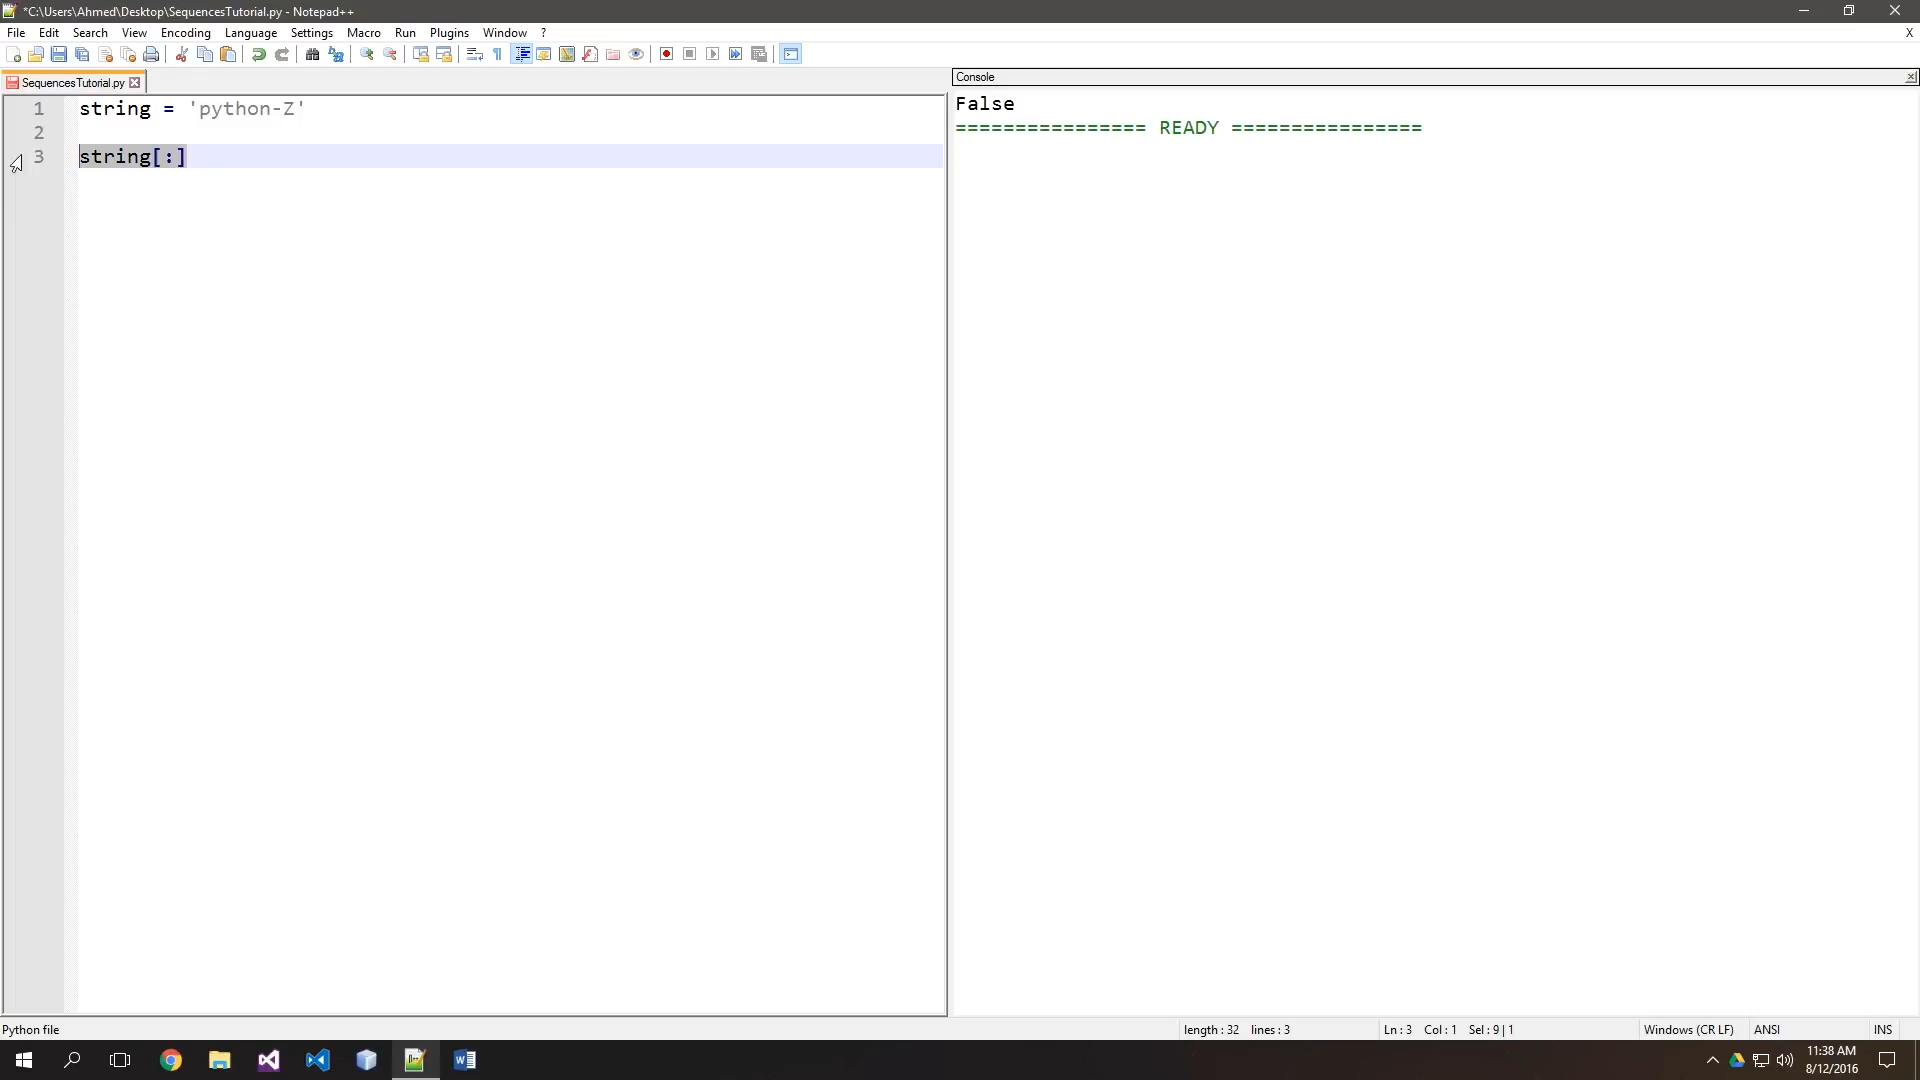 *C:\Users\Ahmed\Desktop\SequencesTutorial.py - Notepad++
File Edit Search View Encoding Language Settings Macro Run Plugins Window ? X
SequencesTutorial.py
1 string = 'python-Z'
2
3 string[:]
Console
False
================ READY ================
Python file length : 32 lines : 3 Ln : 3 Col : 1 Sel : 9 | 1 Windows (CR LF) ANSI INS
11:38 AM
8/12/2016